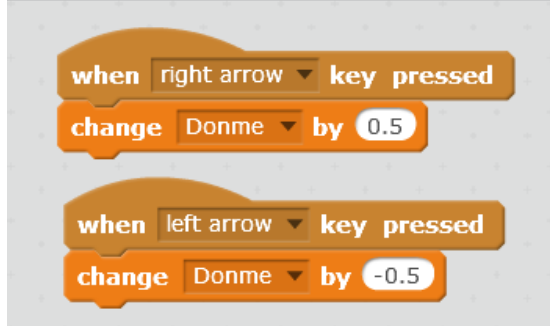 when right arrow key pressed
change Donme by 0.5
when left arrow key pressed
change Donme by -0.5